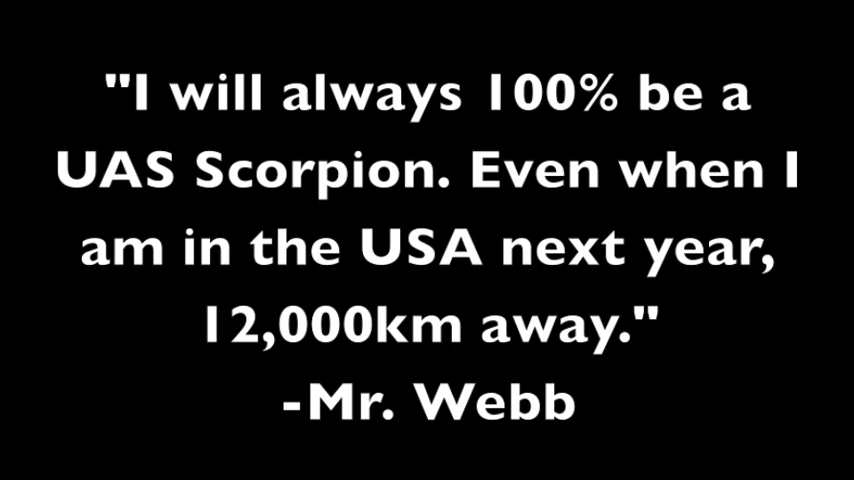 "I will always 100% be a
UAS Scorpion. Even when I
am in the USA next year,
12,000km away."
-Mr. Webb